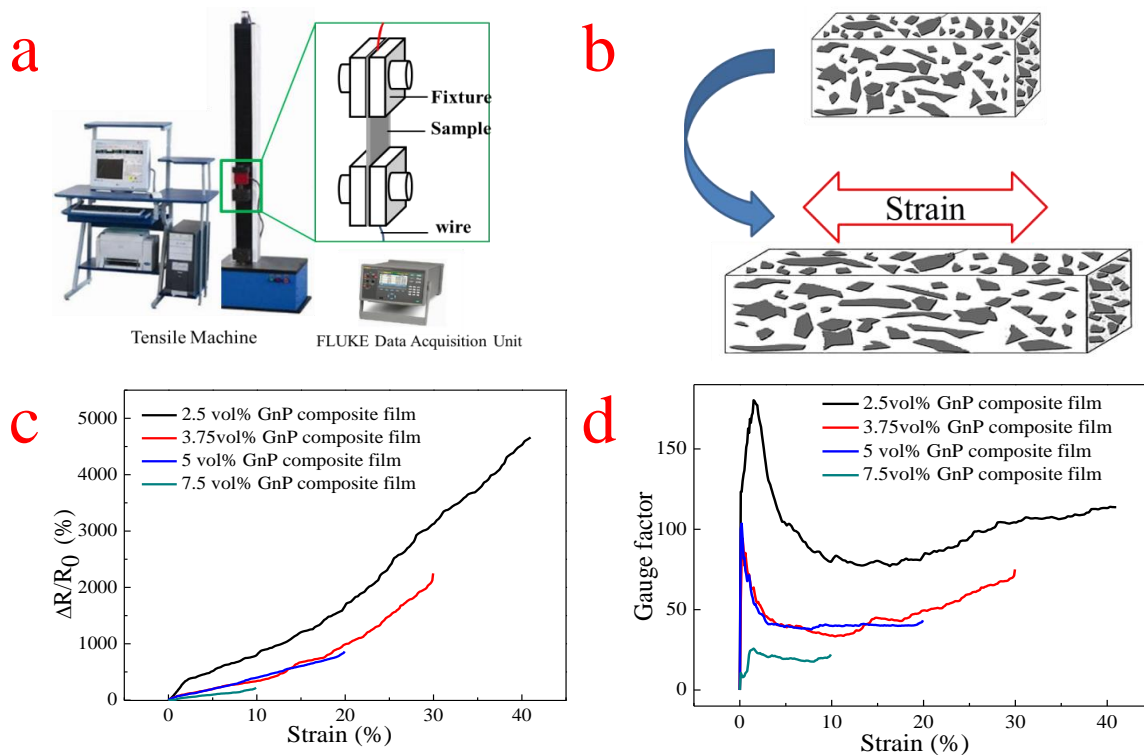 a
Fixture
Sample
wire
Tensile Machine
FLUKE Data Acquisition Unit
b
Strain
c
5000
4000
3000
2000
1000
0
ΔR/R0 (%)
2.5 vol% GnP composite film
3.75vol% GnP composite film
5 vol% GnP composite film
7.5 vol% GnP composite film
0 10 20 30 40
Strain (%)
d
150
100
50
0
Gauge factor
2.5vol% GnP composite film
3.75vol% GnP composite film
5 vol% GnP composite film
7.5vol% GnP composite film
0 10 20 30 40
Strain (%)